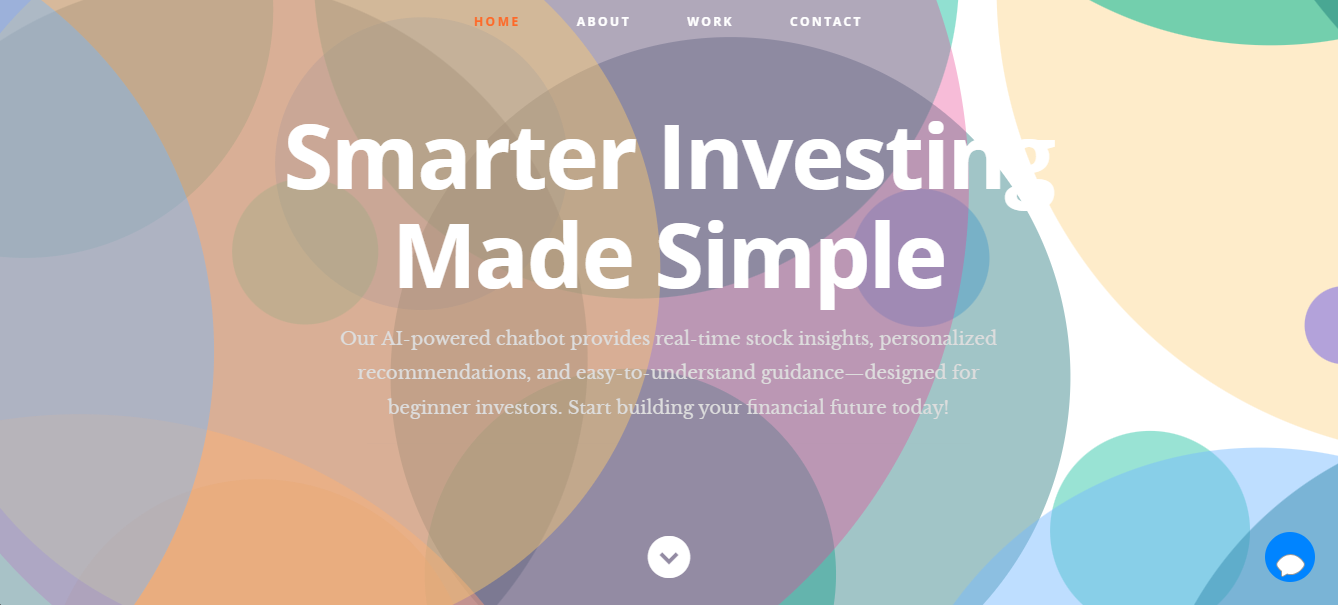 HOME ABOUT WORK CONTACT
Smarter Investing
Made Simple
Our AI-powered chatbot provides real-time stock insights, personalized
recommendations, and easy-to-understand guidance—designed for
beginner investors. Start building your financial future today!